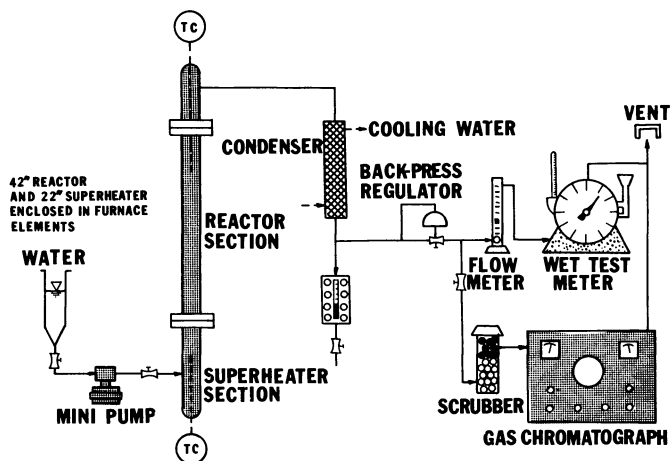 TC
CONDENSER
COOLING WATER
VENT
BACK-PRESS
REGULATOR
42" REACTOR
AND 22" SUPERHEATER
ENCLOSED IN FURNACE
ELEMENTS
REACTOR
SECTION
WATER
FLOW
METER
WET TEST
METER
SUPERHEATER
SECTION
MINI PUMP
SCRUBBER
GAS CHROMATOGRAPH
TC